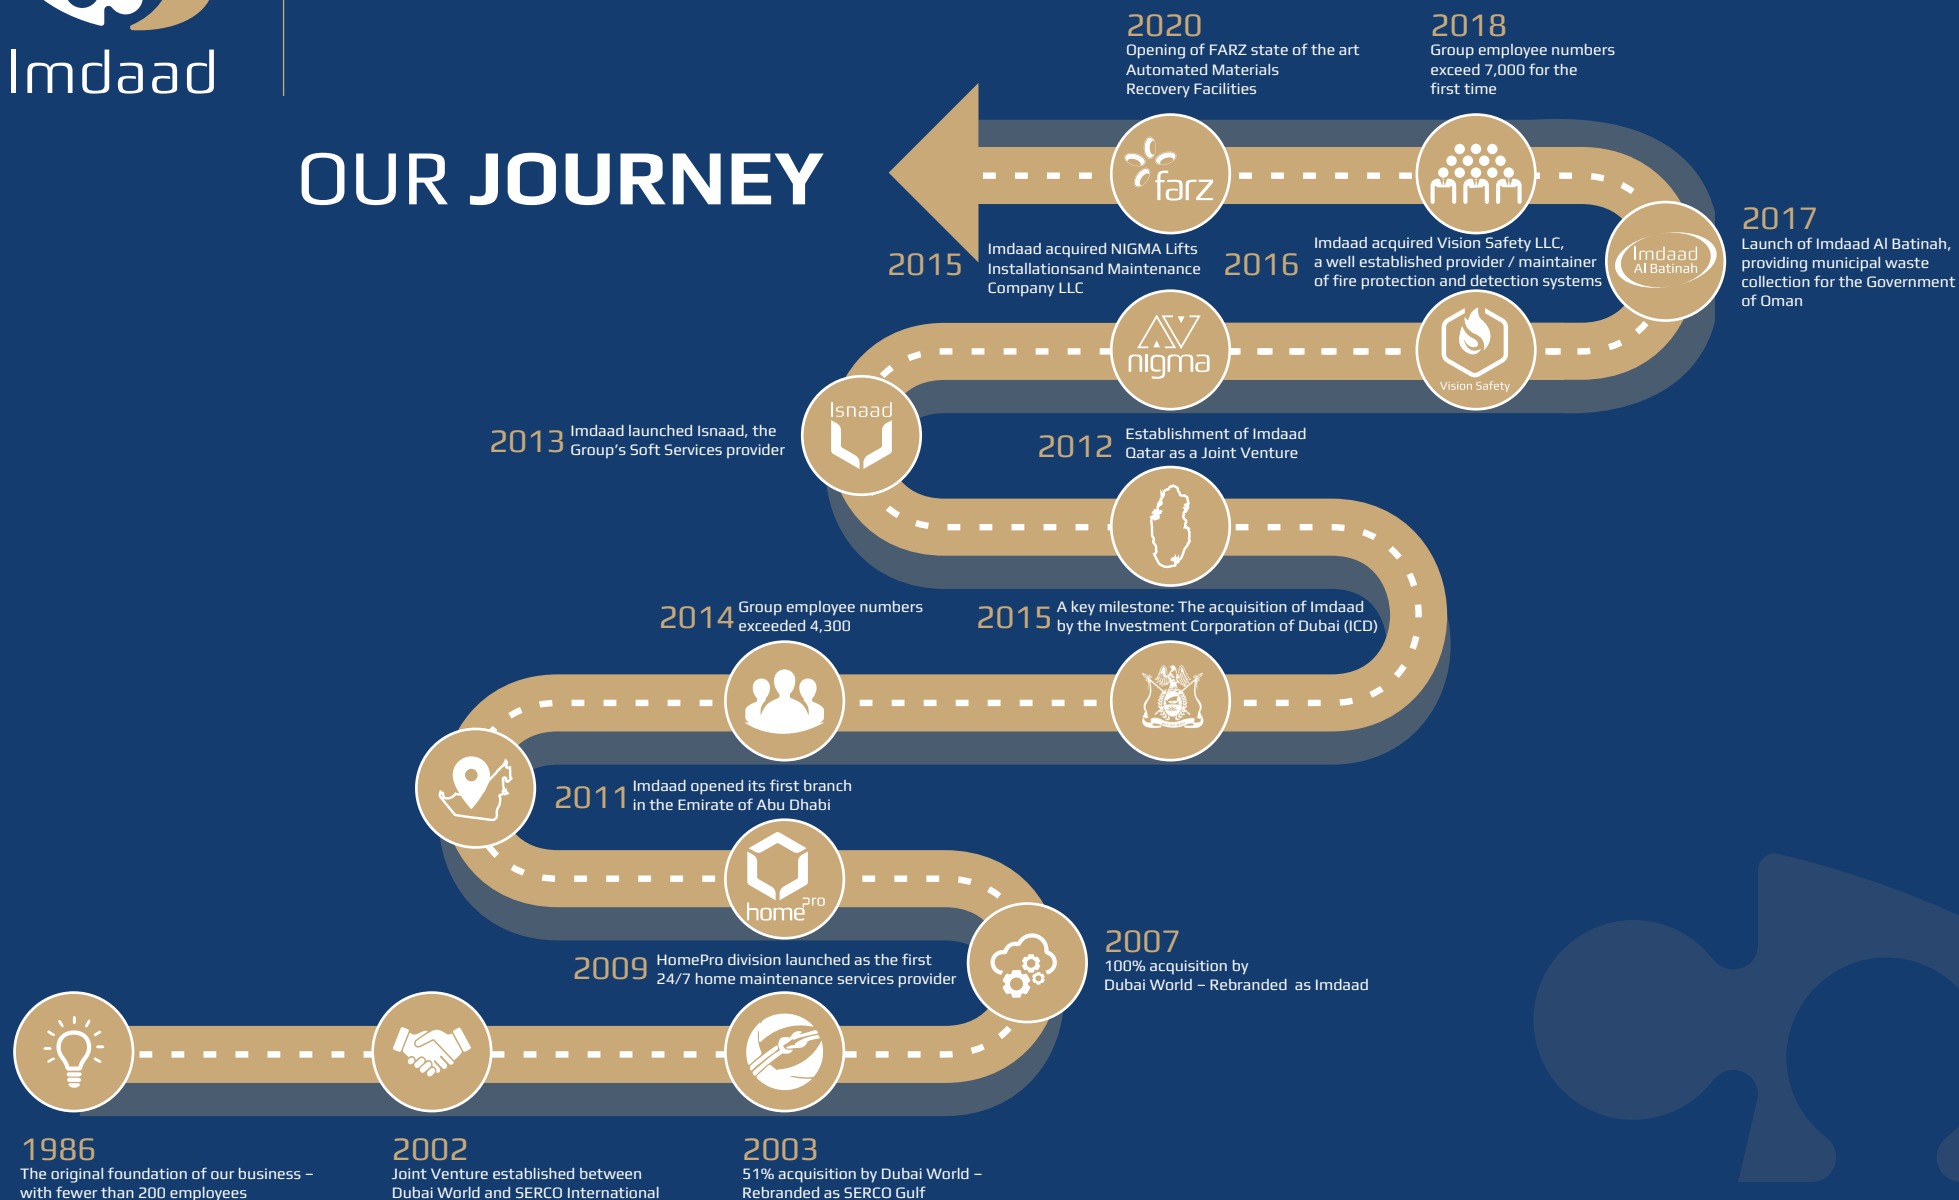 Imdaad
OUR JOURNEY
2020
Opening of FARZ state of the art
Automated Materials
Recovery Facilities
2018
Group employee numbers
exceed 7,000 for the
first time
farz
2017
Launch of Imdaad Al Batinah,
providing municipal waste
collection for the Government
of Oman
Imdaad
Al Batinah
2015
Imdaad acquired NIGMA Lifts
Installationsand Maintenance
Company LLC
2016
Imdaad acquired Vision Safety LLC,
a well established provider / maintainer
of fire protection and detection systems
nigma
Vision Safety
Isnaad
2013
Imdaad launched Isnaad, the
Group's Soft Services provider
2012
Establishment of Imdaad
Qatar as a Joint Venture
2014
Group employee numbers
exceeded 4,300
2015
A key milestone: The acquisition of Imdaad
by the Investment Corporation of Dubai (ICD)
2011
Imdaad opened its first branch
in the Emirate of Abu Dhabi
home pro
2009
HomePro division launched as the first
24/7 home maintenance services provider
2007
100% acquisition by
Dubai World – Rebranded as Imdaad
1986
The original foundation of our business –
with fewer than 200 employees
2002
Joint Venture established between
Dubai World and SERCO International
2003
51% acquisition by Dubai World –
Rebranded as SERCO Gulf